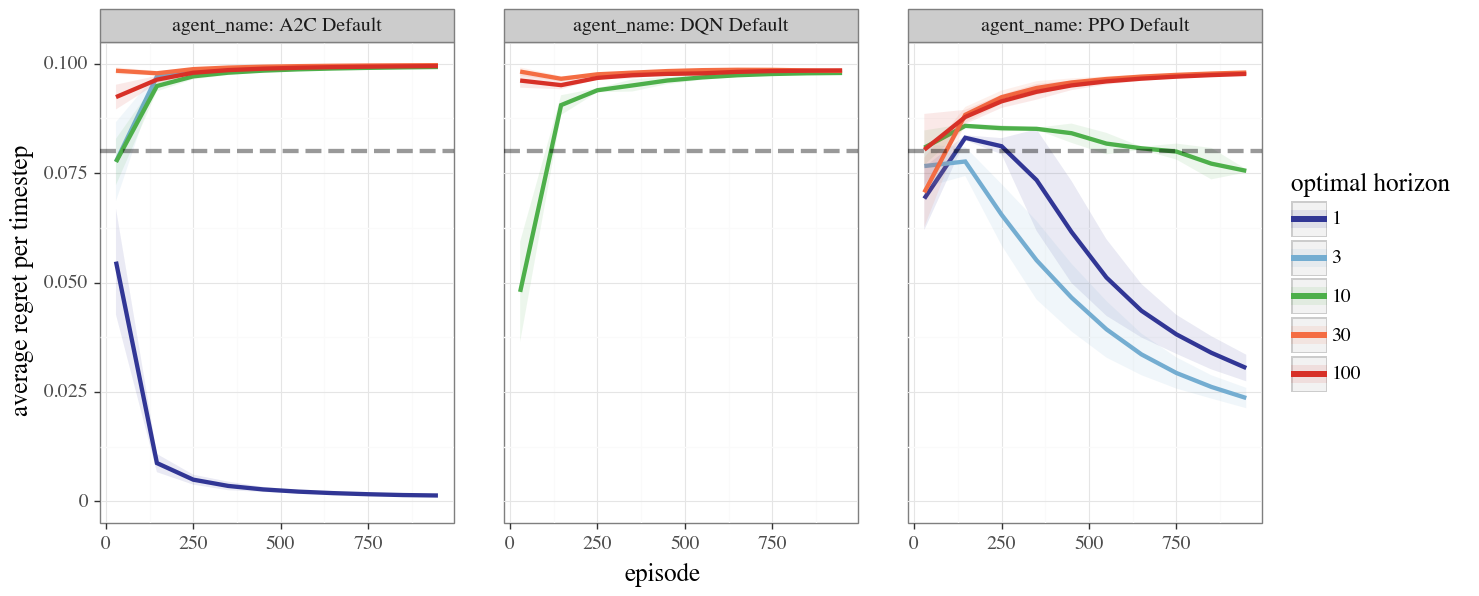 agent_name: A2C Default
agent_name: DQN Default
agent_name: PPO Default
average regret per timestep
0.100
0.075
0.050
0.025
0
0 250 500 750
0 250 500 750
0 250 500 750
episode
optimal horizon
1
3
10
30
100